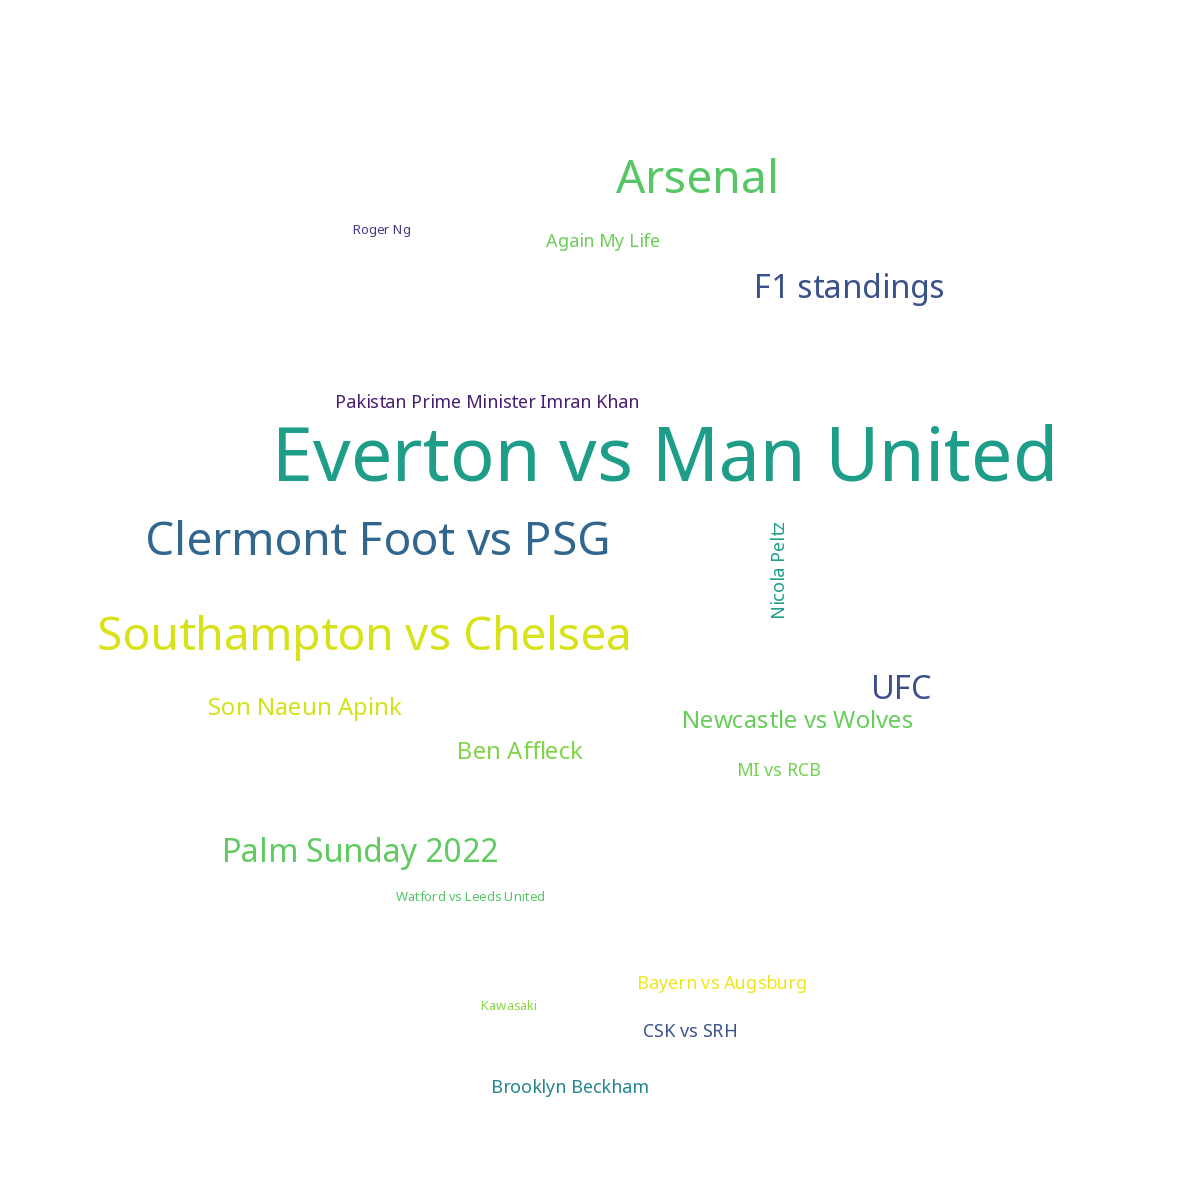 Arsenal
Roger Ng
Again My Life
F1 standings
Pakistan Prime Minister Imran Khan
Everton vs Man United
Clermont Foot vs PSG
Nicola Peltz
Southampton vs Chelsea
UFC
Son Naeun Apink
Newcastle vs Wolves
Ben Affleck
MI vs RCB
Palm Sunday 2022
Watford vs Leeds United
Bayern vs Augsburg
Kawasaki
CSK vs SRH
Brooklyn Beckham